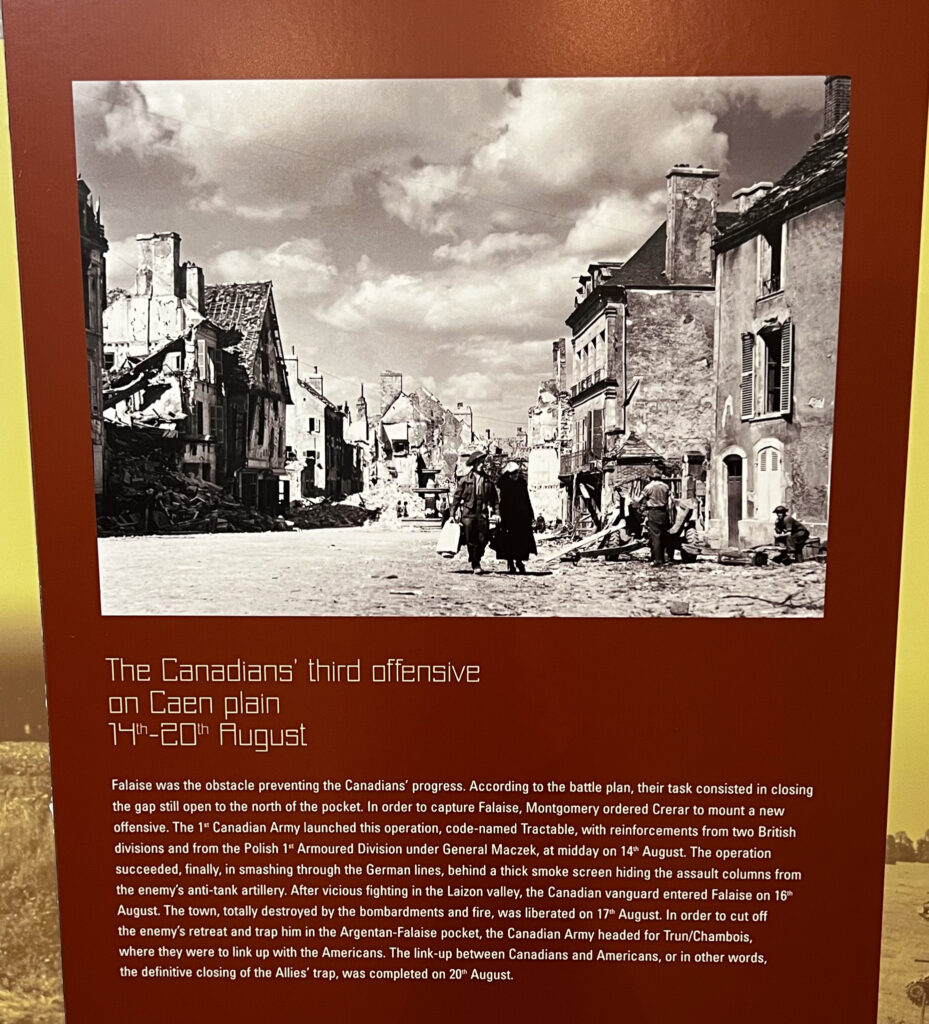 The Canadians' third offensive
on Caen plain
14th-20th August
Falaise was the obstacle preventing the Canadians' progress. According to the battle plan, their task consisted in closing
the gap still open to the north of the pocket. In order to capture Falaise, Montgomery ordered Crerar to mount a new
offensive. The 1st Canadian Army launched this operation, code-named Tractable, with reinforcements from two British
divisions and from the Polish 1st Armoured Division under General Maczek, at midday on 14th August. The operation
succeeded, finally, in smashing through the German lines, behind a thick smoke screen hiding the assault columns from
the enemy's anti-tank artillery. After vicious fighting in the Laizon valley, the Canadian vanguard entered Falaise on 16th
August. The town, totally destroyed by the bombardments and fire, was liberated on 17th August. In order to cut off
the enemy's retreat and trap him in the Argentan-Falaise pocket, the Canadian Army headed for Trun/Chambois,
where they were to link up with the Americans. The link-up between Canadians and Americans, or in other words,
the definitive closing of the Allies' trap, was completed on 20th August.